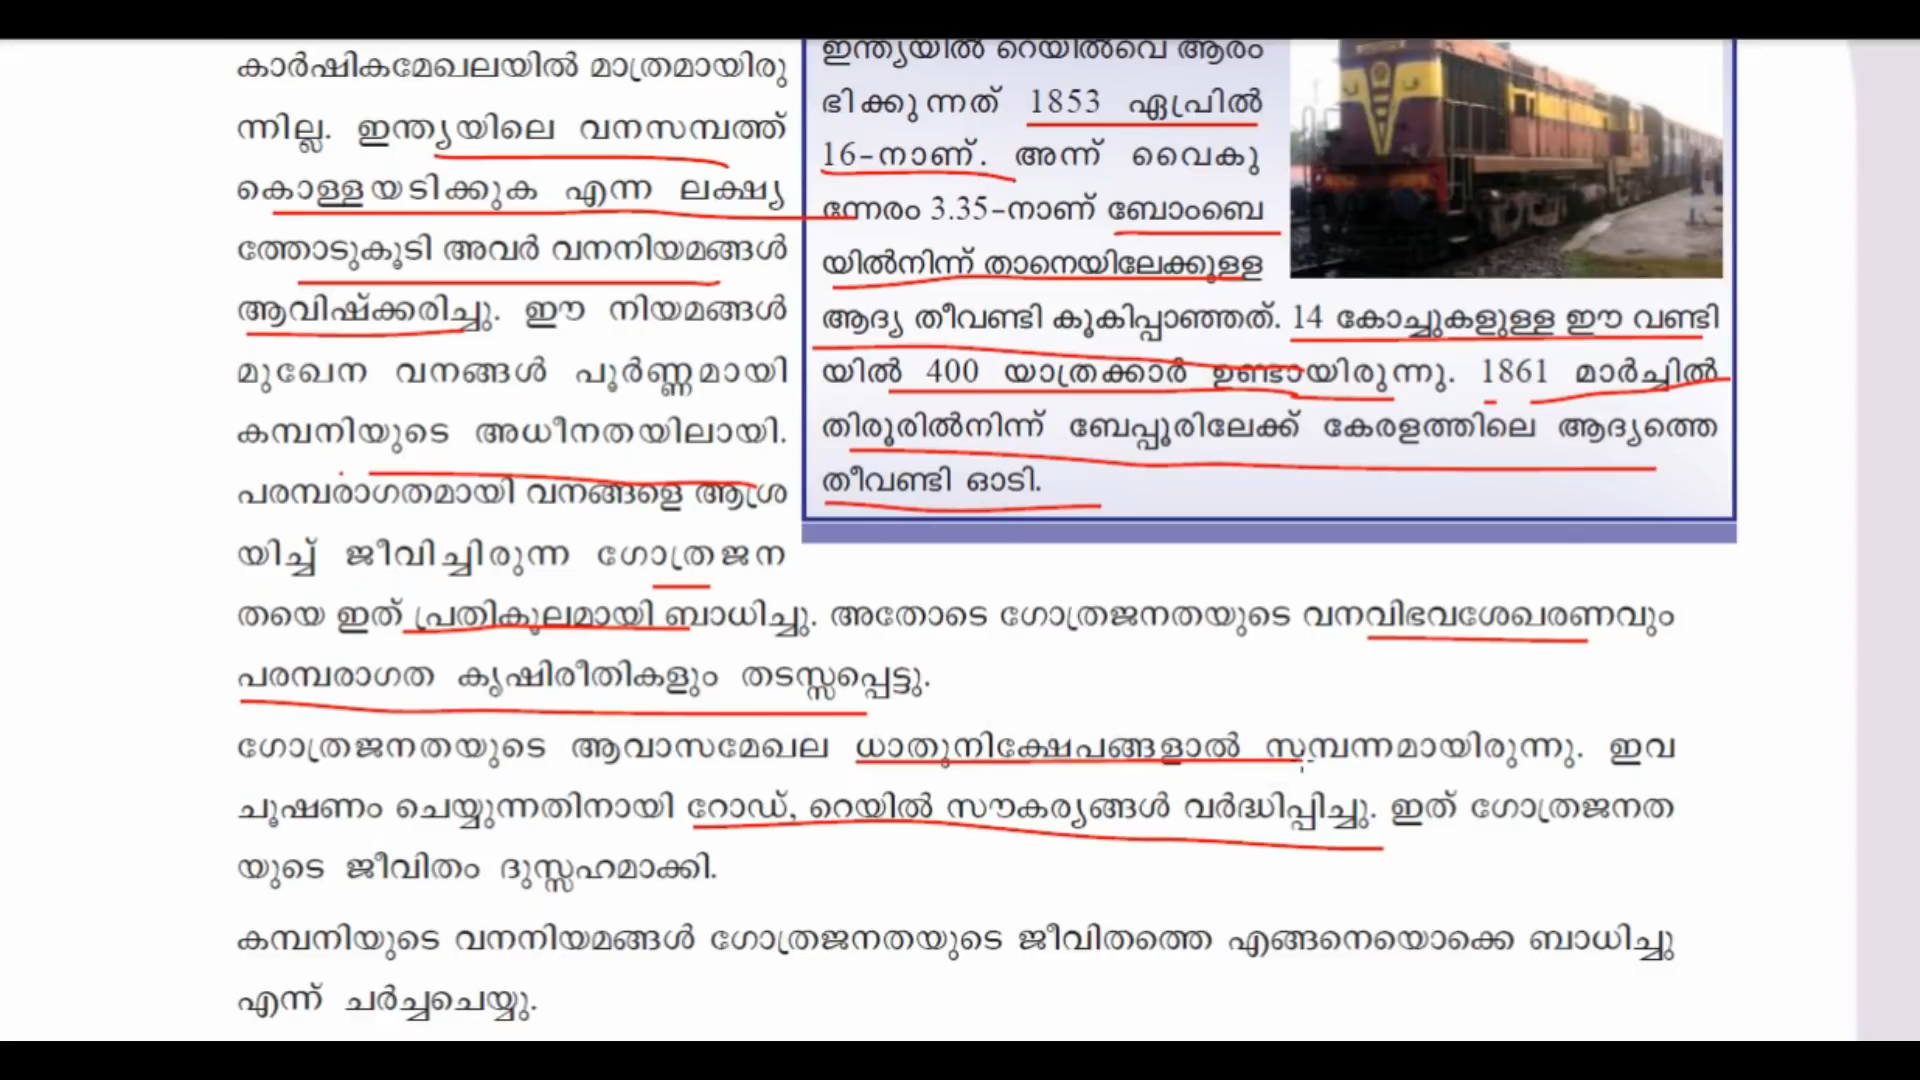 കാർഷികമേഖലയിൽ മാത്രമായിരു
ന്നില്ല. ഇന്ത്യയിലെ വനസമ്പത്ത്
കൊള്ളയടിക്കുക എന്ന ലക്ഷ്യ
ത്തോടുകൂടി അവർ വനനിയമങ്ങൾ
ആവിഷ്ക്കരിച്ചു. ഈ നിയമങ്ങൾ
മുഖേന വനങ്ങൾ പൂർണ്ണമായി
കമ്പനിയുടെ അധീനതയിലായി.
പരമ്പരാഗതമായി വനങ്ങളെ ആശ്ര
യിച്ച് ജീവിച്ചിരുന്ന ഗോത്രജന
തയെ ഇത് പ്രതികൂലമായി ബാധിച്ചു. അതോടെ ഗോത്രജനതയുടെ വനവിഭവശേഖരണവും
പരമ്പരാഗത കൃഷിരീതികളും തടസ്സപ്പെട്ടു.
ഇന്ത്യയിൽ റെയിൽവെ ആരം
ഭിക്കുന്നത് 1853 ഏപ്രിൽ
16-നാണ്. അന്ന് വൈകു
ന്നേരം 3.35-നാണ് ബോംബെ
യിൽനിന്ന് താനെയിലേക്കുള്ള
ആദ്യ തീവണ്ടി കൂകിപ്പാഞ്ഞത്. 14 കോച്ചുകളുള്ള ഈ വണ്ടി
യിൽ 400 യാത്രക്കാർ ഉണ്ടായിരുന്നു. 1861 മാർച്ചിൽ
തിരൂരിൽനിന്ന് ബേപ്പൂരിലേക്ക് കേരളത്തിലെ ആദ്യത്തെ
തീവണ്ടി ഓടി.
ഗോത്രജനതയുടെ ആവാസമേഖല ധാതുനിക്ഷേപങ്ങളാൽ സമ്പന്നമായിരുന്നു. ഇവ
ചൂഷണം ചെയ്യുന്നതിനായി റോഡ്, റെയിൽ സൗകര്യങ്ങൾ വർദ്ധിപ്പിച്ചു. ഇത് ഗോത്രജനത
യുടെ ജീവിതം ദുസ്സഹമാക്കി.
കമ്പനിയുടെ വനനിയമങ്ങൾ ഗോത്രജനതയുടെ ജീവിതത്തെ എങ്ങനെയൊക്കെ ബാധിച്ചു
എന്ന് ചർച്ചചെയ്യു.